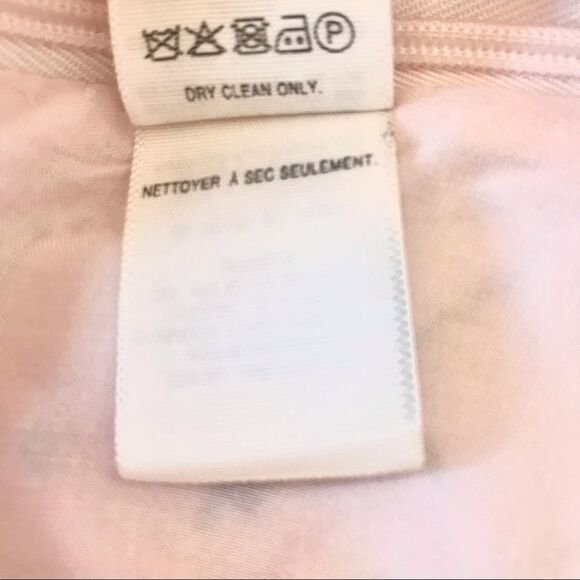 P
DRY CLEAN ONLY.
NETTOYER À SEC SEULEMENT.